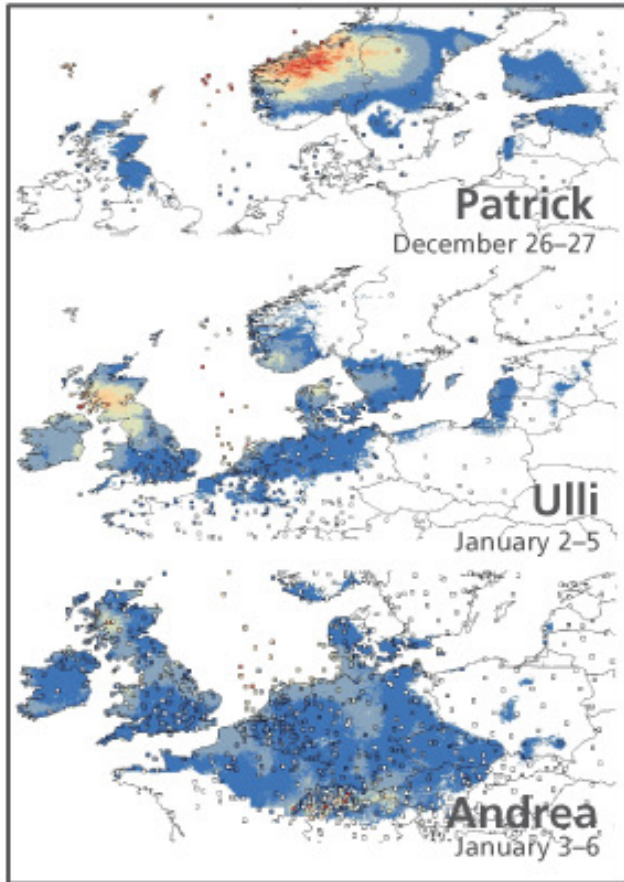 Patrick
December 26–27
Ulli
January 2–5
Andrea
January 3–6